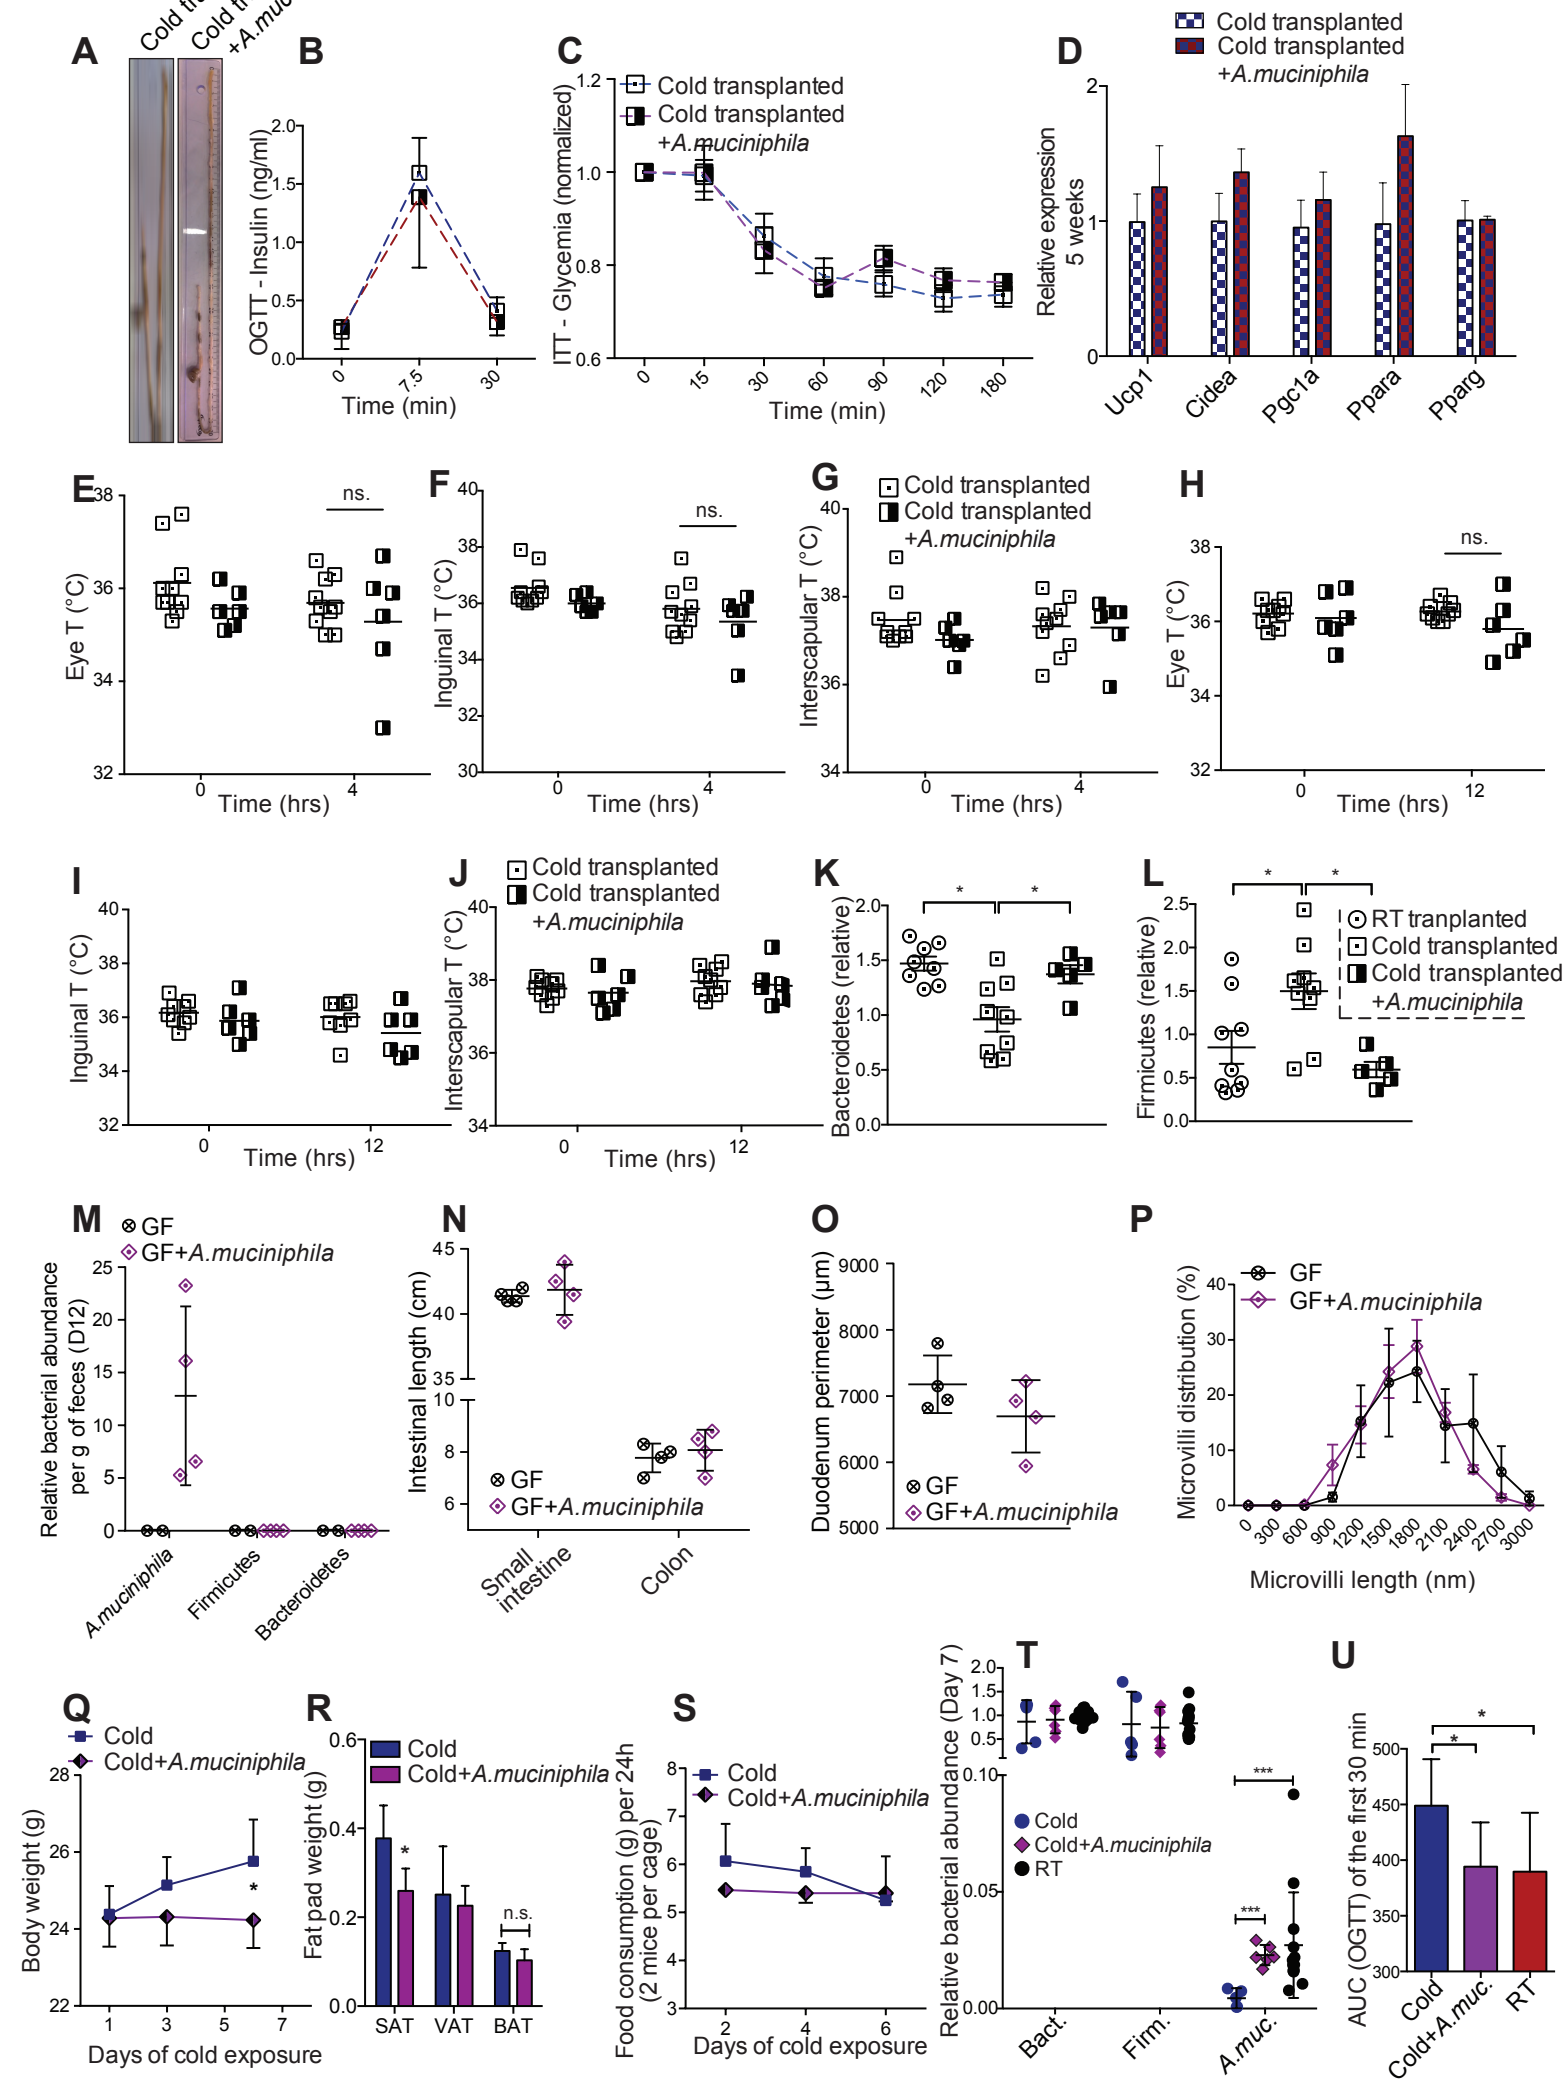 A
Cold tr
Cold tr
+A.muc
B
OGTT - Insulin (ng/ml)
2.0
1.5
1.0
0.5
0.0
0
7.5
30
Time (min)
C
Cold transplanted
Cold transplanted
+A.muciniphila
ITT - Glycemia (normalized)
1.2
1.0
0.8
0.6
0
15
30
60
90
120
180
Time (min)
D
Cold transplanted
Cold transplanted
+A.muciniphila
Relative expression
5 weeks
2
1
0
Ucp1
Cidea
Pgc1a
Ppara
Pparg
E
Eye T (°C)
38
36
34
32
ns.
0
4
Time (hrs)
F
Inguinal T (°C)
40
38
36
34
32
30
ns.
0
4
Time (hrs)
G
Cold transplanted
Cold transplanted
+A.muciniphila
Interscapular T (°C)
40
38
36
34
0
4
Time (hrs)
H
Eye T (°C)
38
36
34
32
ns.
0
12
Time (hrs)
I
Inguinal T (°C)
40
38
36
34
32
0
12
Time (hrs)
J
Cold transplanted
Cold transplanted
+A.muciniphila
Interscapular T (°C)
40
38
36
34
0
12
Time (hrs)
K
Bacteroidetes (relative)
2.0
1.5
1.0
0.5
0.0
*
*
L
Firmicutes (relative)
2.5
2.0
1.5
1.0
0.5
0.0
*
*
RT tranplanted
Cold transplanted
Cold transplanted
+A.muciniphila
M
GF
GF+A.muciniphila
Relative bacterial abundance
per g of feces (D12)
25
20
15
10
5
0
A.muciniphila
Firmicutes
Bacteroidetes
N
Intestinal length (cm)
45
40
35
10
8
6
GF
GF+A.muciniphila
Small
intestine
Colon
O
Duodenum perimeter (µm)
9000
8000
7000
6000
5000
GF
GF+A.muciniphila
P
GF
GF+A.muciniphila
Microvilli distribution (%)
40
30
20
10
0
0
300
600
900
1200
1500
1800
2100
2400
2700
3000
Microvilli length (nm)
Q
Cold
Cold+A.muciniphila
Body weight (g)
28
26
24
22
*
1
3
5
7
Days of cold exposure
R
Cold
Cold+A.muciniphila
Fat pad weight (g)
0.6
0.4
0.2
0.0
*
n.s.
SAT
VAT
BAT
S
Cold
Cold+A.muciniphila
Food consumption (g) per 24h
(2 mice per cage)
8
7
6
5
4
3
2
4
6
Days of cold exposure
T
Relative bacterial abundance (Day 7)
2.0
1.5
1.0
0.5
0.10
0.05
0.00
Cold
Cold+A.muciniphila
RT
***
***
Bact.
Firm.
A.muc.
U
AUC (OGTT) of the first 30 min
500
450
400
350
300
*
*
Cold
Cold+A.muc.
RT